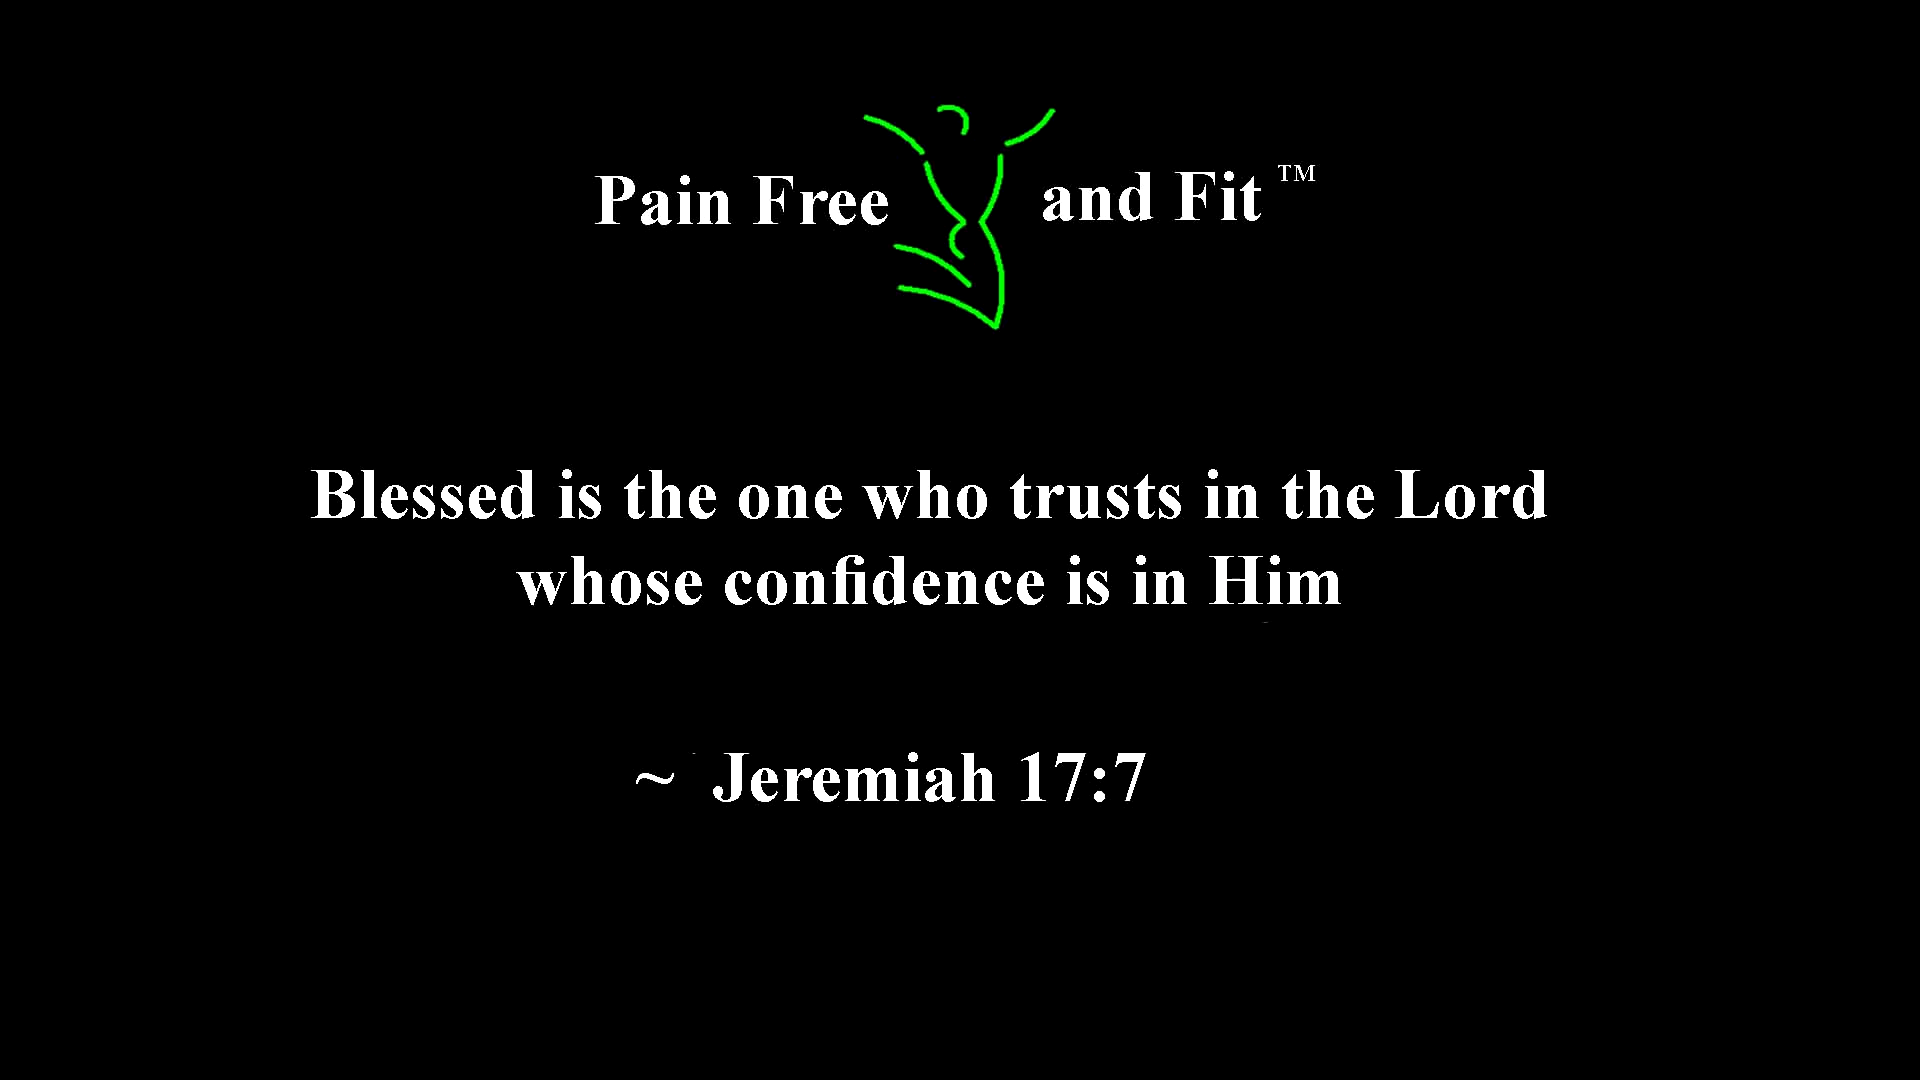 Pain Free and Fit ™
Blessed is the one who trusts in the Lord
whose confidence is in Him
~ Jeremiah 17:7